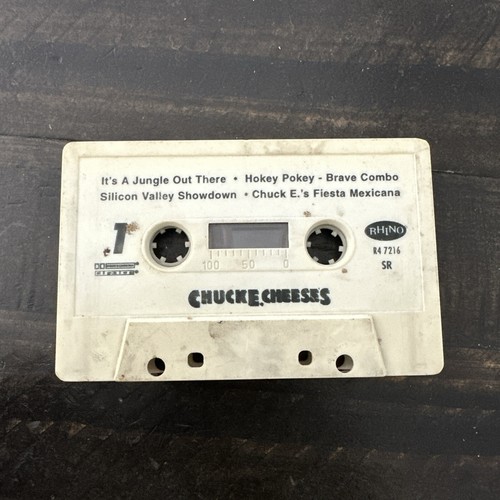 It's A Jungle Out There • Hokey Pokey - Brave Combo
Silicon Valley Showdown • Chuck E.'s Fiesta Mexicana
1
RHINO
R4 7216
SR
100 50 0
CHUCK E. CHEESE'S